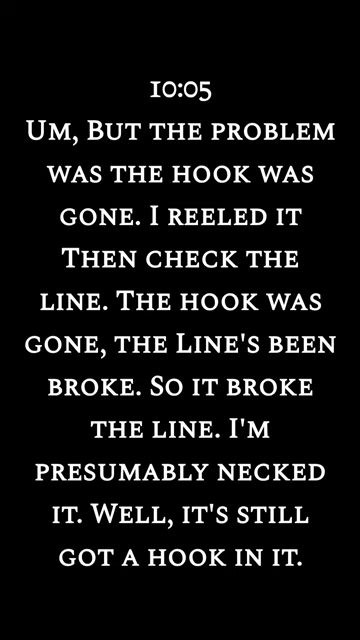 10:05
Um, But the problem
was the hook was
gone. I reeled it
Then check the
line. The hook was
gone, the Line's been
broke. So it broke
the line. I'm
presumably necked
it. Well, it's still
got a hook in it.